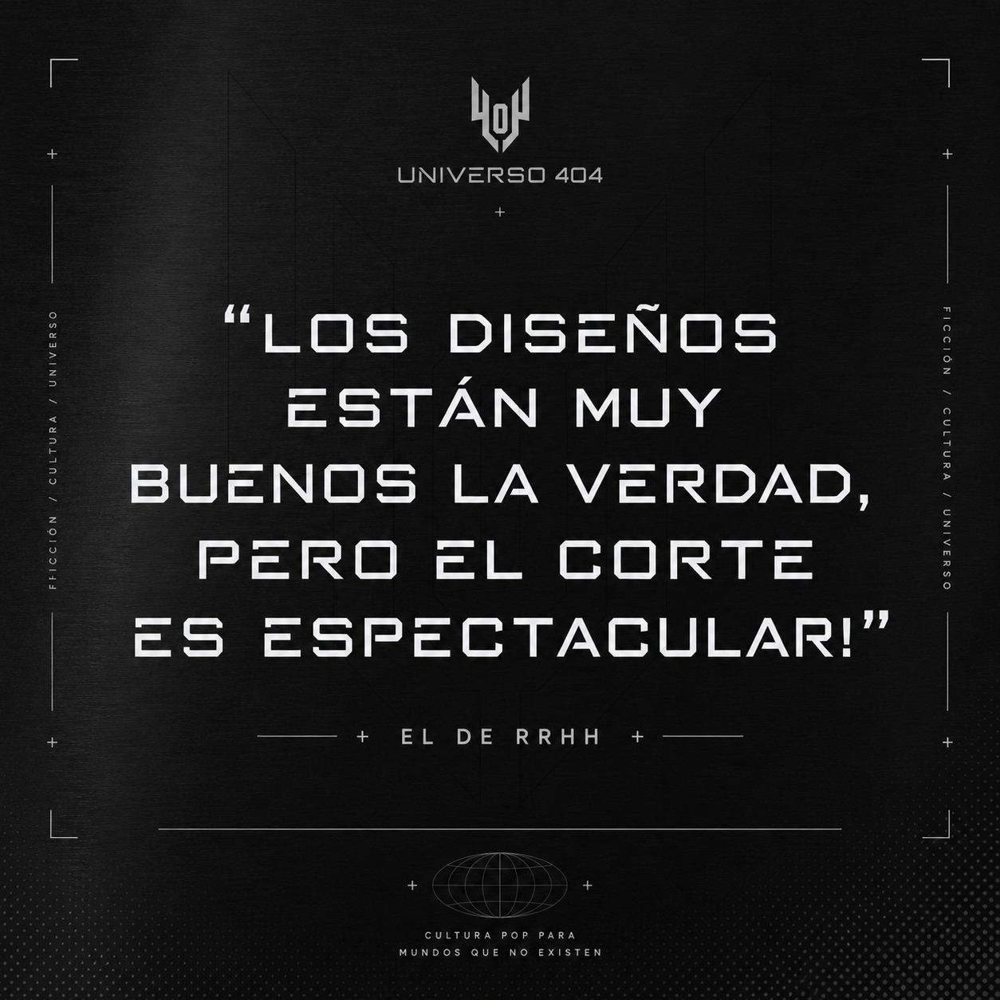 404
UNIVERSO 404
“LOS DISEÑOS
ESTÁN MUY
BUENOS LA VERDAD,
PERO EL CORTE
ES ESPECTACULAR!”
EL DE RRHH
CULTURA POP PARA
MUNDOS QUE NO EXISTEN
FFICCIÓN / CULTURA / UNIVERSO
FICCIÓN / CULTURA / UNIVERSO